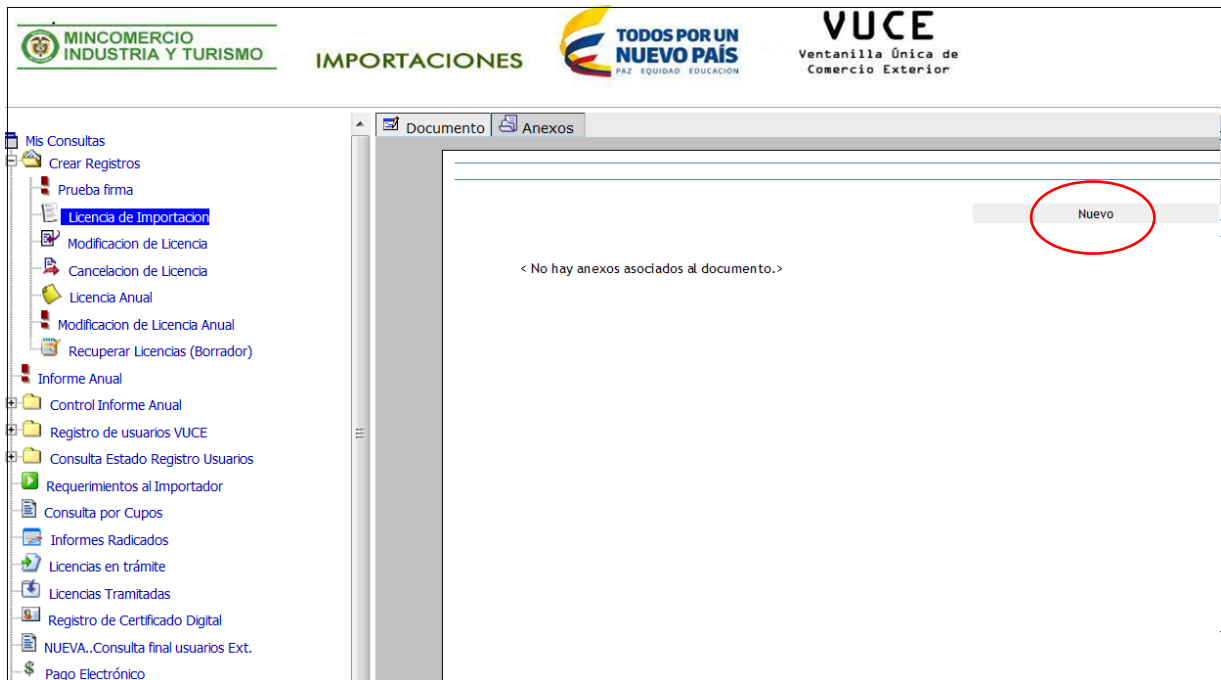 MINCOMERCIO
INDUSTRIA Y TURISMO
IMPORTACIONES
TODOS POR UN
NUEVO PAÍS
PAZ EQUIDAD EDUCACIÓN
VUCE
Ventanilla Única de
Comercio Exterior
Mis Consultas
Crear Registros
Prueba firma
Licencia de Importacion
Modificacion de Licencia
Cancelacion de Licencia
Licencia Anual
Modificacion de Licencia Anual
Recuperar Licencias (Borrador)
Informe Anual
Control Informe Anual
Registro de usuarios VUCE
Consulta Estado Registro Usuarios
Requerimientos al Importador
Consulta por Cupos
Informes Radicados
Licencias en trámite
Licencias Tramitadas
Registro de Certificado Digital
NUEVA..Consulta final usuarios Ext.
Pago Electrónico
Documento Anexos
Nuevo
< No hay anexos asociados al documento.>